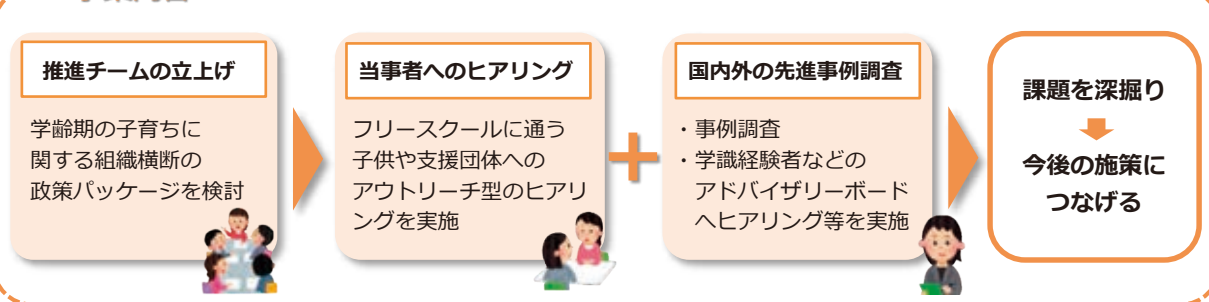 推進チームの立上げ
学齢期の子育ちに
関する組織横断の
政策パッケージを検討
当事者へのヒアリング
フリースクールに通う
子供や支援団体への
アウトリーチ型のヒアリ
ングを実施
国内外の先進事例調査
・事例調査
・学識経験者などの
アドバイザリーボード
へヒアリング等を実施
課題を深掘り
今後の施策に
つなげる